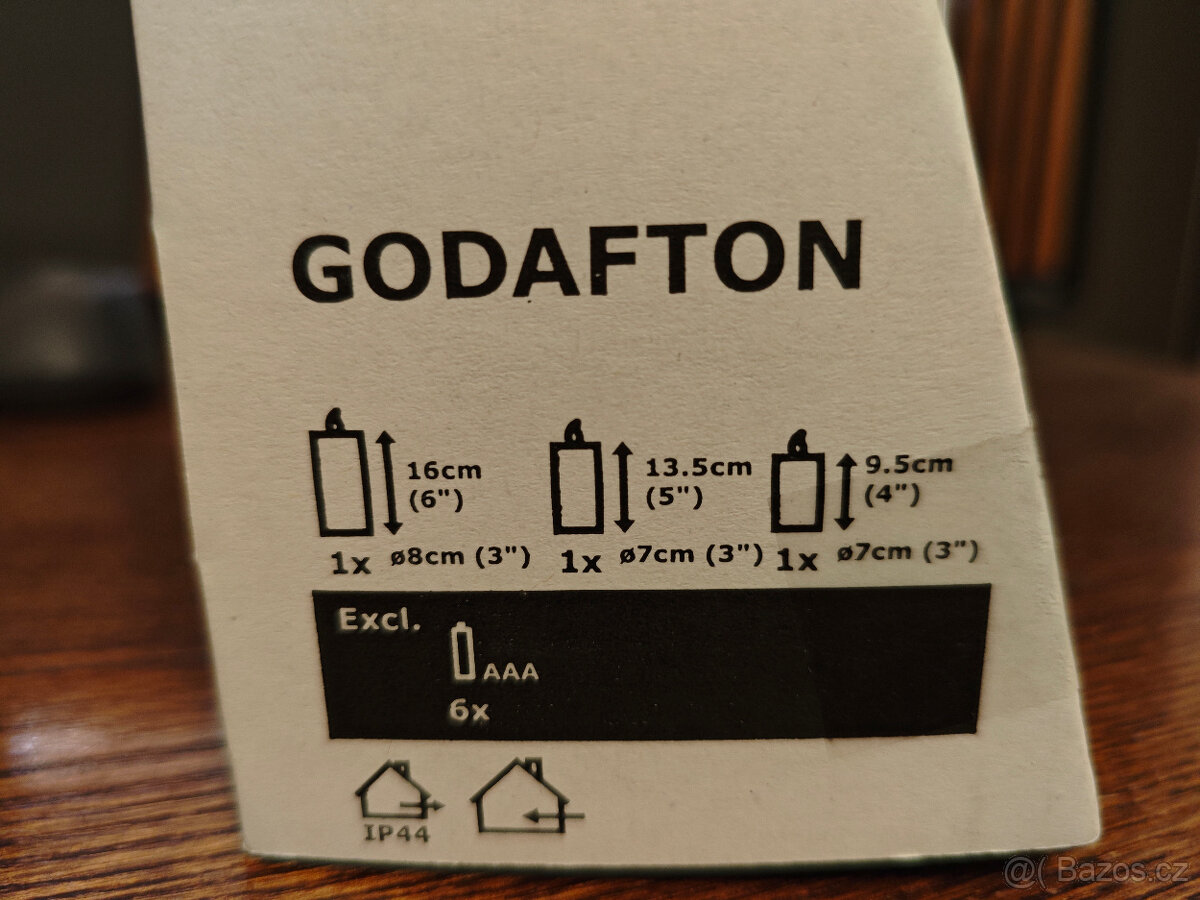 GODAFTON
16cm
(6")
1x ø8cm (3")
13.5cm
(5")
1x ø7cm (3")
9.5cm
(4")
1x ø7cm (3")
Excl.
AAA
6x
IP44
@( Bazos.cz